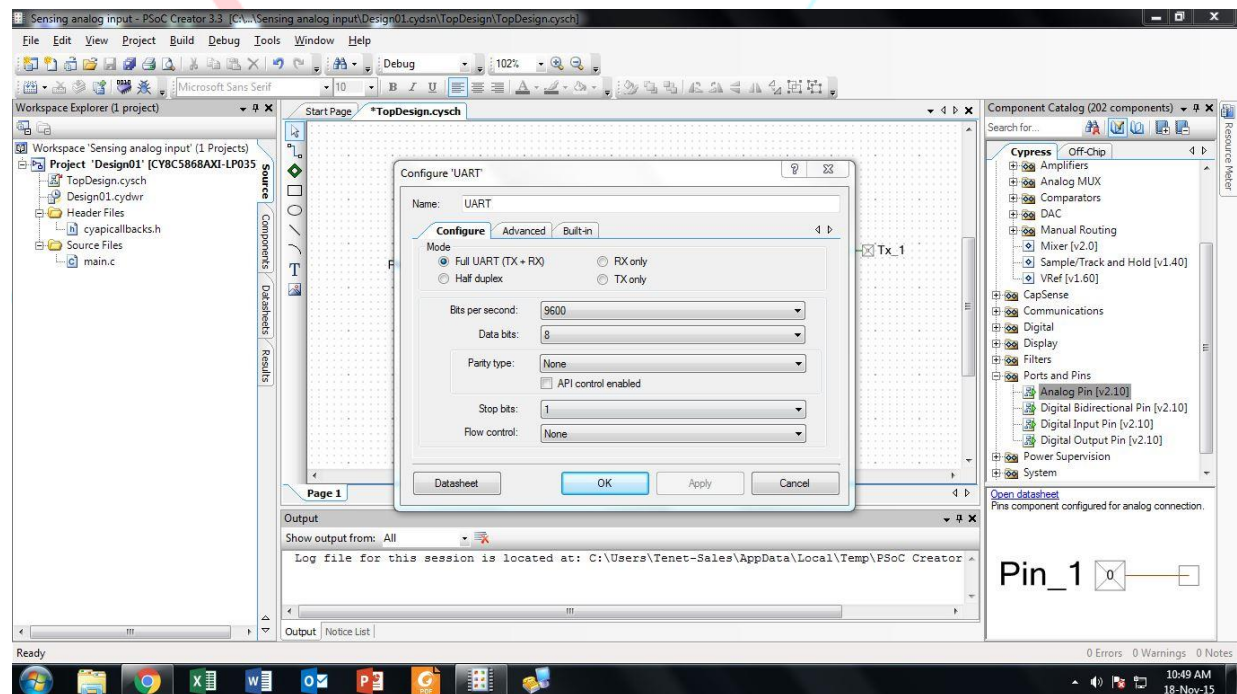 Sensing analog input - PSoC Creator 3.3 [C:\...\Sensing analog input\Design01.cydsn\TopDesign\TopDesign.cysch]
File Edit View Project Build Debug Tools Window Help
Debug 102%
Microsoft Sans Serif 10 B I U A
Workspace Explorer (1 project)
Workspace 'Sensing analog input' (1 Projects)
Project 'Design01' [CY8C5868AXI-LP035
TopDesign.cysch
Design01.cydwr
Header Files
cyapicallbacks.h
Source Files
main.c
Source
Components
Datasheets
Results
Start Page *TopDesign.cysch
T
Tx_1
Configure 'UART'
Name: UART
Configure Advanced Built-in
Mode
Full UART (TX + RX) RX only
Half duplex TX only
Bits per second: 9600
Data bits: 8
Parity type: None
API control enabled
Stop bits: 1
Flow control: None
Datasheet OK Apply Cancel
Page 1
Output
Show output from: All
Log file for this session is located at: C:\Users\Tenet-Sales\AppData\Local\Temp\PSoC Creator
Output Notice List
Component Catalog (202 components)
Search for...
Cypress Off-Chip
Amplifiers
Analog MUX
Comparators
DAC
Manual Routing
Mixer [v2.0]
Sample/Track and Hold [v1.40]
VRef [v1.60]
CapSense
Communications
Digital
Display
Filters
Ports and Pins
Analog Pin [v2.10]
Digital Bidirectional Pin [v2.10]
Digital Input Pin [v2.10]
Digital Output Pin [v2.10]
Power Supervision
System
Open datasheet
Pins component configured for analog connection.
Pin_1 0
Resource Meter
Ready 0 Errors 0 Warnings 0 Notes
10:49 AM
18-Nov-15